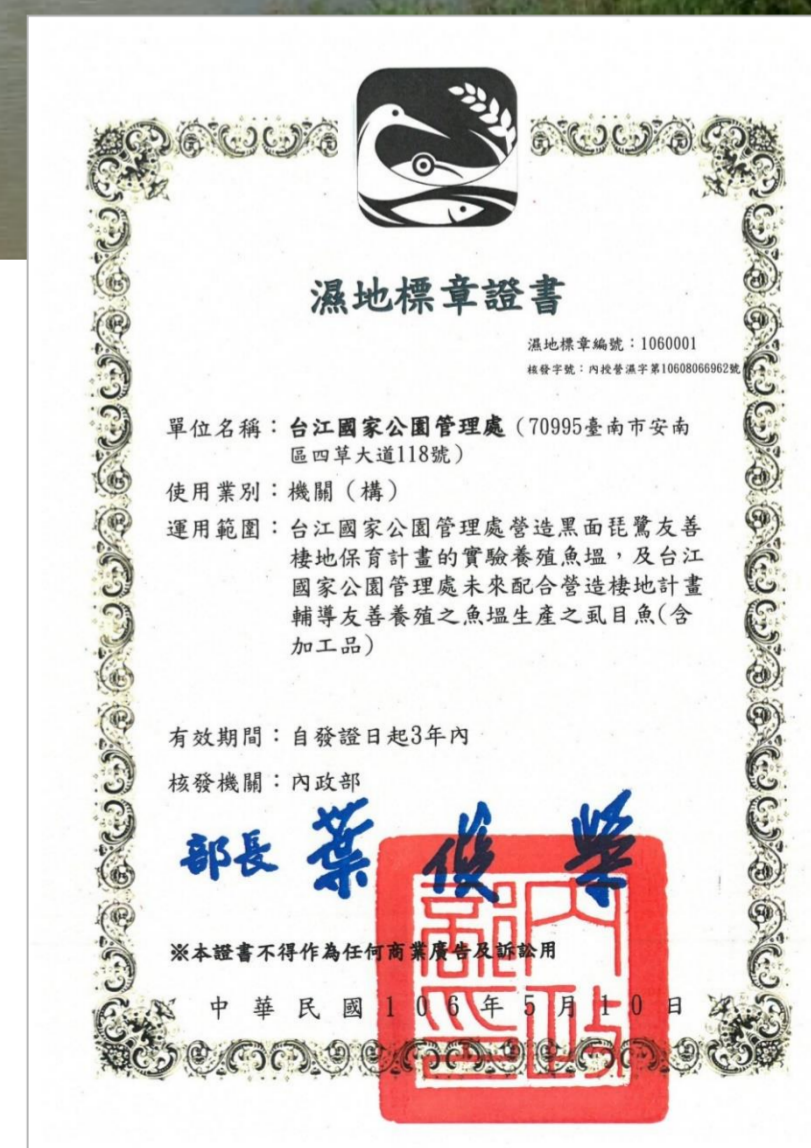 濕地標章證書
濕地標章編號：1060001
核發字號：內授營濕字第10608066962號
單位名稱：台江國家公園管理處（70995臺南市安南
區四草大道118號）
使用業別：機關（構）
運用範圍：台江國家公園管理處營造黑面琵鷺友善
棲地保育計畫的實驗養殖魚塭，及台江
國家公園管理處未來配合營造棲地計畫
輔導友善養殖之魚塭生產之虱目魚(含
加工品)
有效期間：自發證日起3年內
核發機關：內政部
部長 葉俊榮
※本證書不得作為任何商業廣告及訴訟用
中華民國106年5月10日
內政部印